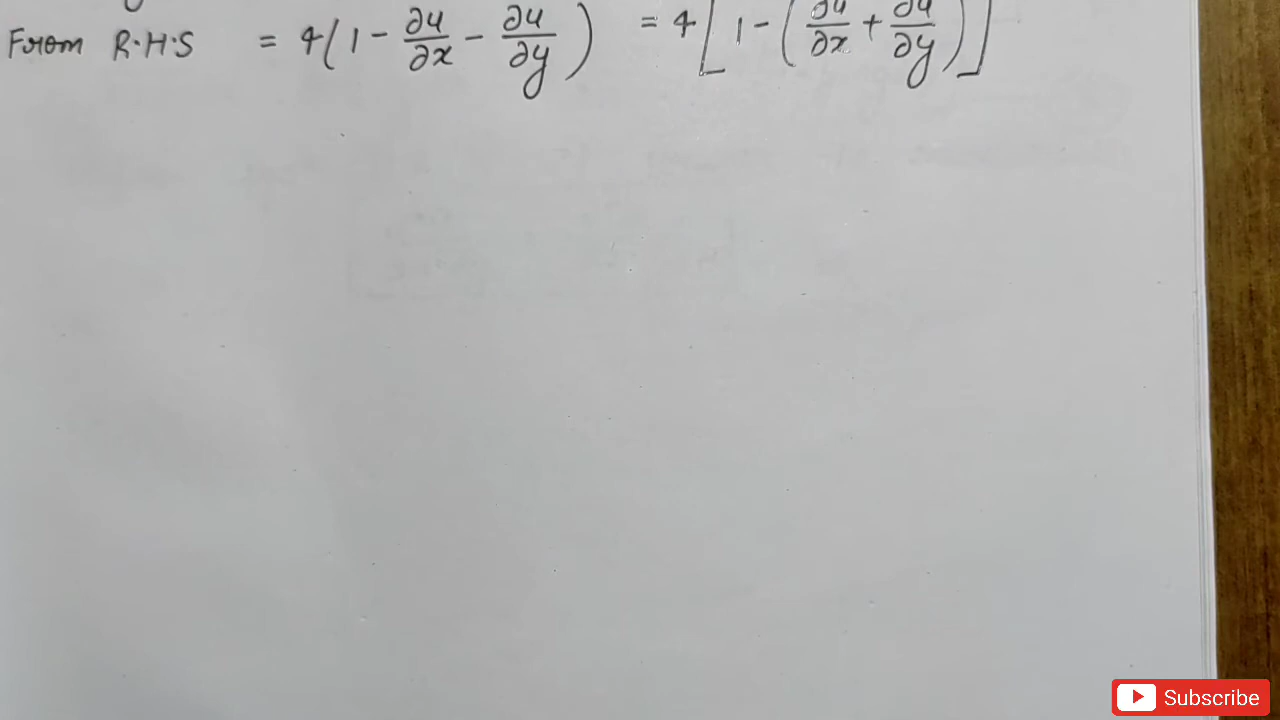 From R.H.S = 4(1 - ∂u/∂x - ∂u/∂y) = 4[1 - (∂u/∂x + ∂u/∂y)]
Subscribe